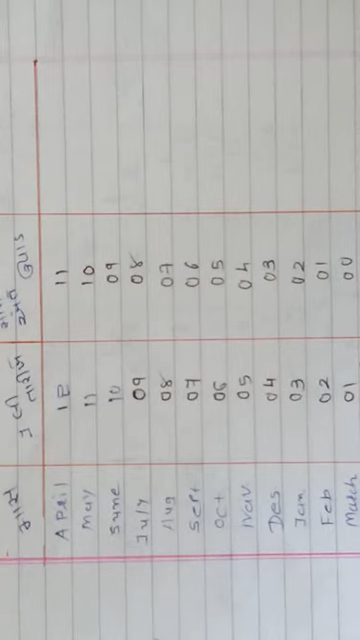 માસ 1 લી તારીખ માસ અંતે વ્યાજ
April 12 11
May 11 10
June 10 09
July 09 08
Aug 08 07
Sept 07 06
Oct 06 05
Nov. 05 04
Des 04 03
Jan. 03 02
Feb 02 01
March 01 00